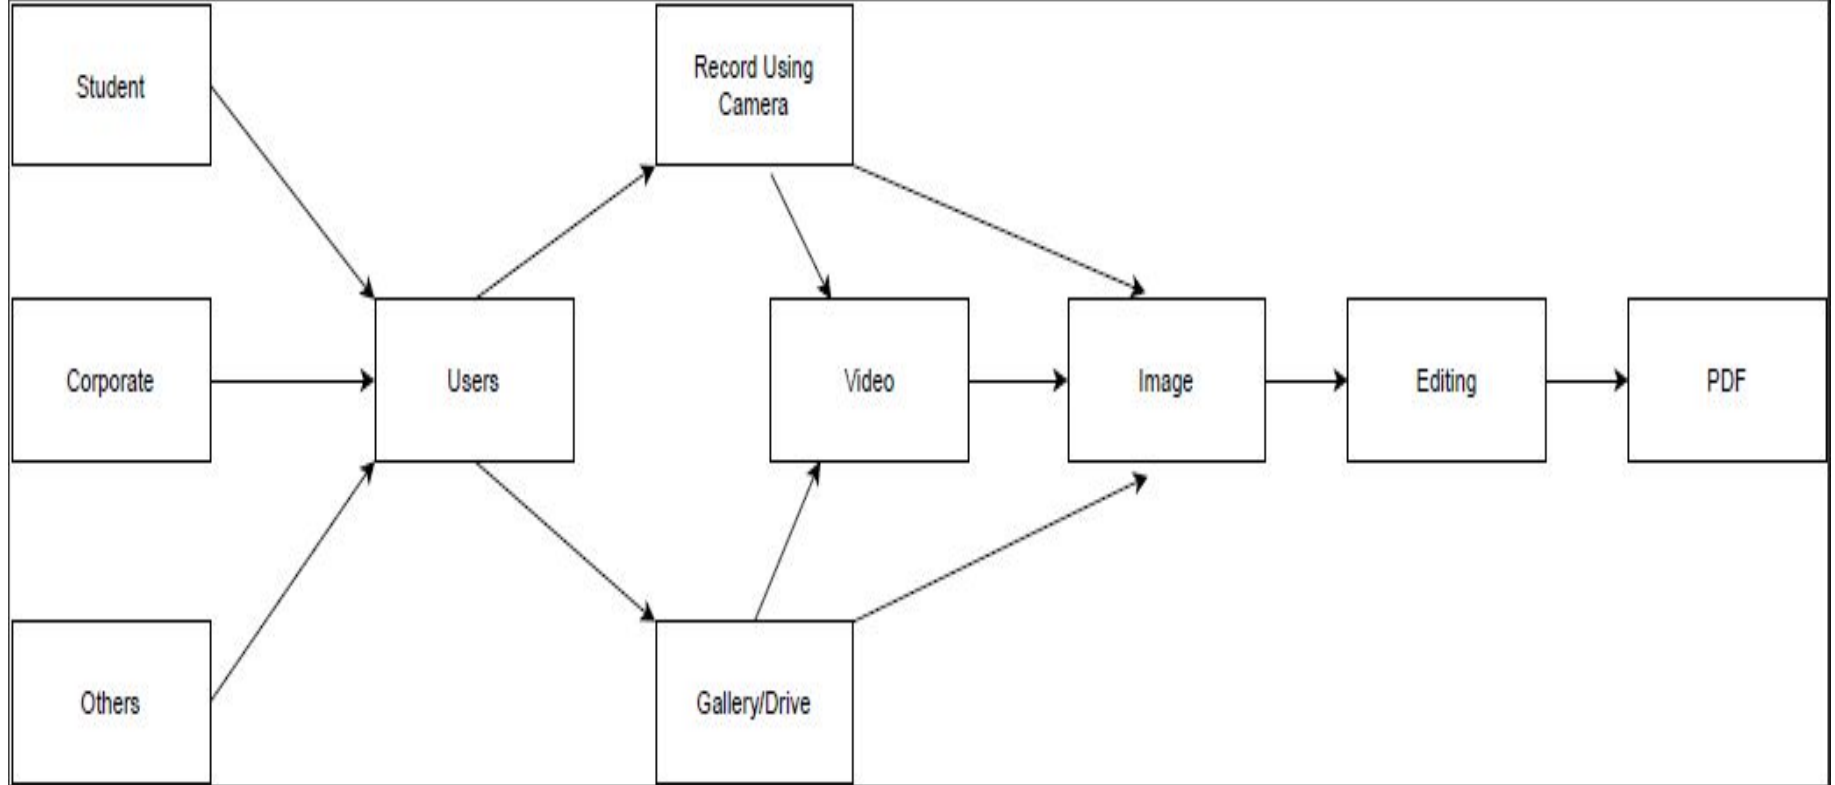 Student
Record Using
Camera
Corporate
Users
Video
Image
Editing
PDF
Others
Gallery/Drive